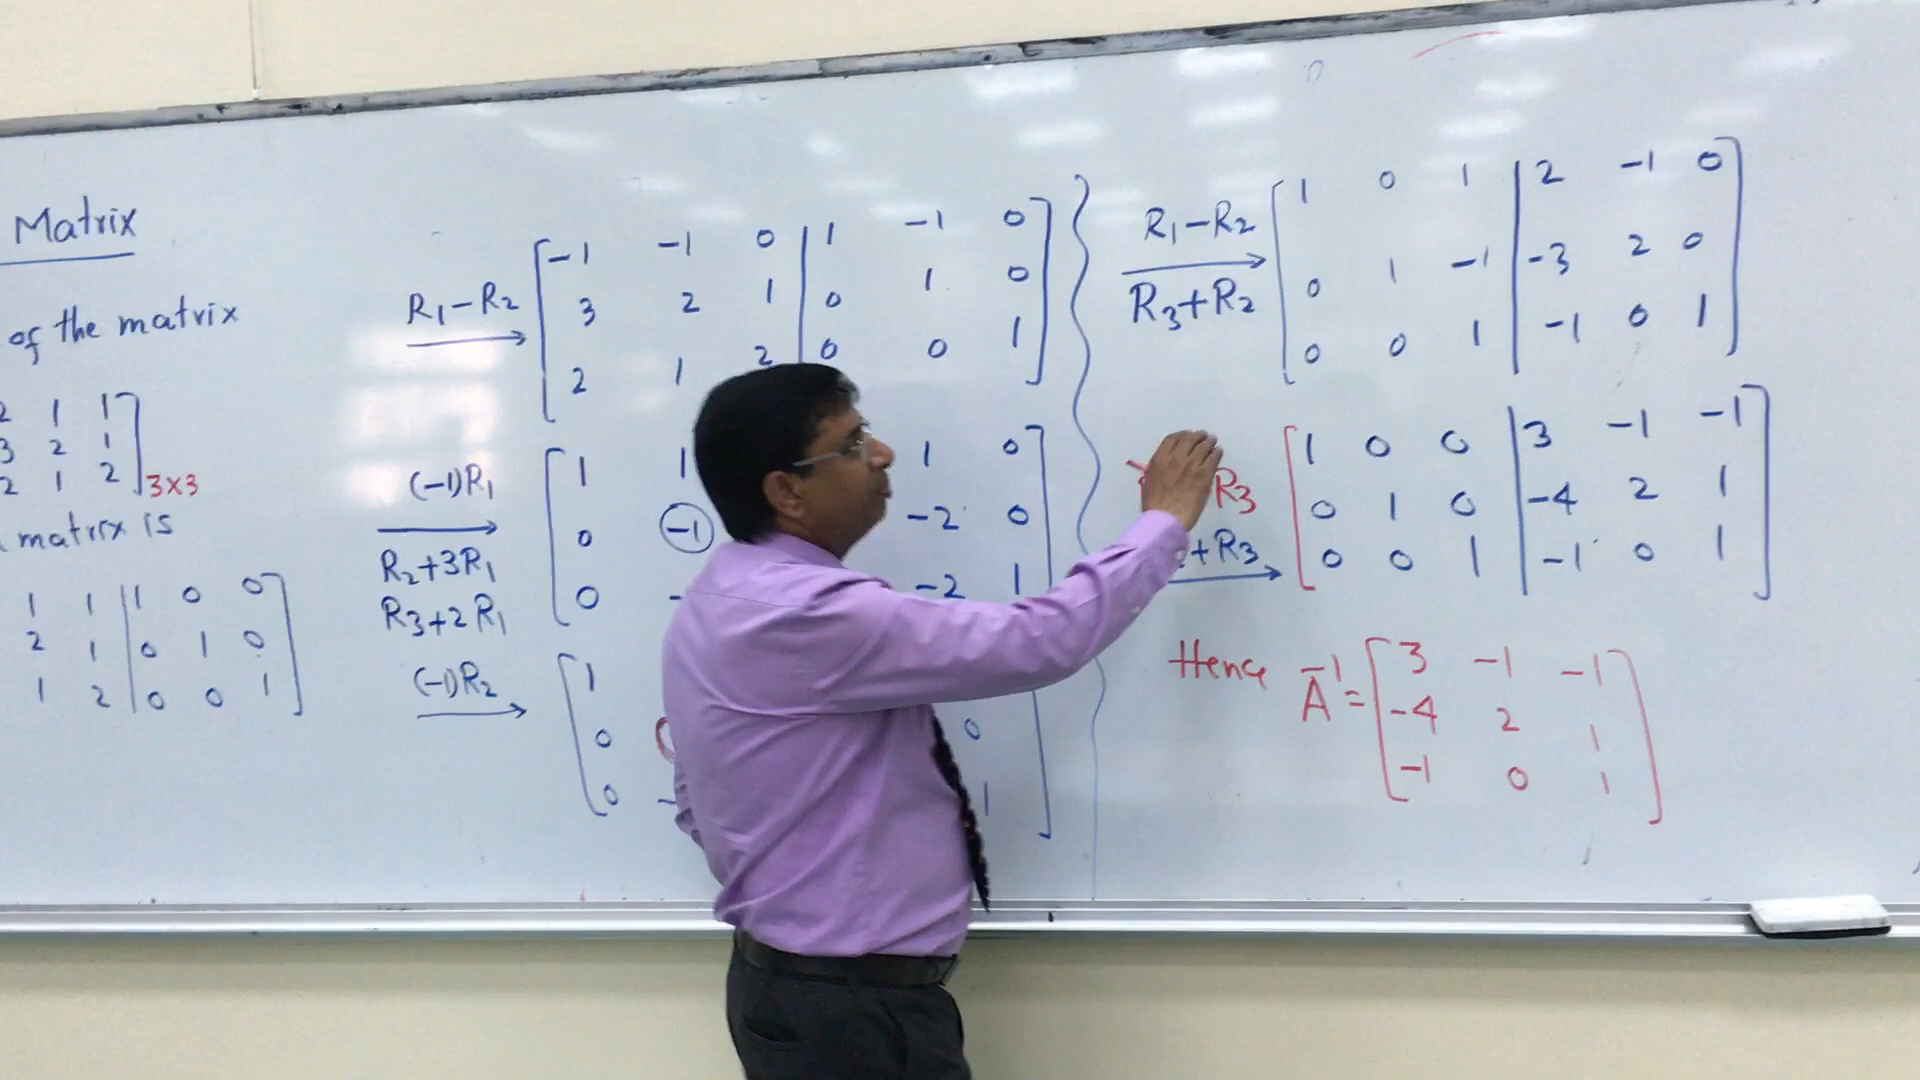 Matrix
of the matrix
2 1 1
3 2 1
2 1 2 3×3
matrix is
1 1 | 1 0 0
2 1 | 0 1 0
1 2 | 0 0 1
R1-R2
-1 -1 0 | 1 -1 0
3 2 1 | 0 1 0
2 1 2 | 0 0 1
(-1)R1
R2+3R1
R3+2R1
1 1 1 0
0 -1 -2 0
0 - -2 1
(-1)R2
1
0 0
0 - 1
R1-R2
R3+R2
1 0 1 | 2 -1 0
0 1 -1 | -3 2 0
0 0 1 | -1 0 1
R3
+R3
1 0 0 | 3 -1 -1
0 1 0 | -4 2 1
0 0 1 | -1 0 1
Hence A⁻¹ =
3 -1 -1
-4 2 1
-1 0 1